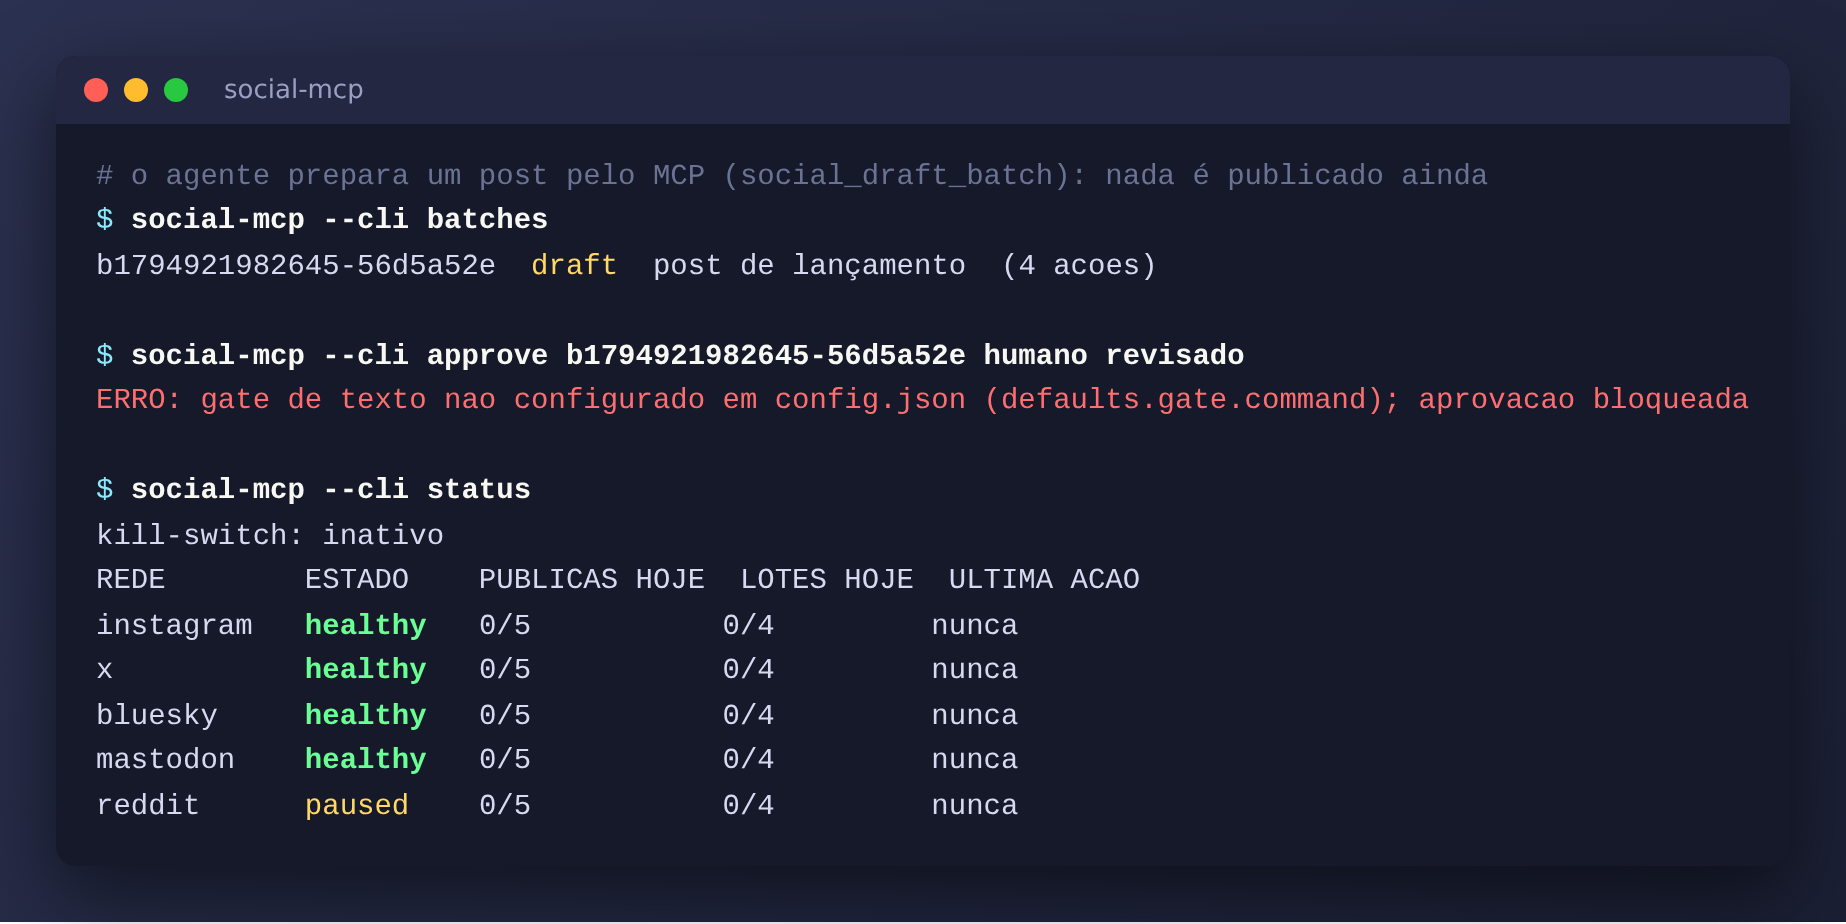 social-mcp
# o agente prepara um post pelo MCP (social_draft_batch): nada é publicado ainda
$ social-mcp --cli batches
b1794921982645-56d5a52e  draft  post de lançamento  (4 acoes)
$ social-mcp --cli approve b1794921982645-56d5a52e humano revisado
ERRO: gate de texto nao configurado em config.json (defaults.gate.command); aprovacao bloqueada
$ social-mcp --cli status
kill-switch: inativo
REDE        ESTADO    PUBLICAS HOJE  LOTES HOJE  ULTIMA ACAO
instagram   healthy   0/5           0/4         nunca
x           healthy   0/5           0/4         nunca
bluesky     healthy   0/5           0/4         nunca
mastodon    healthy   0/5           0/4         nunca
reddit      paused    0/5           0/4         nunca